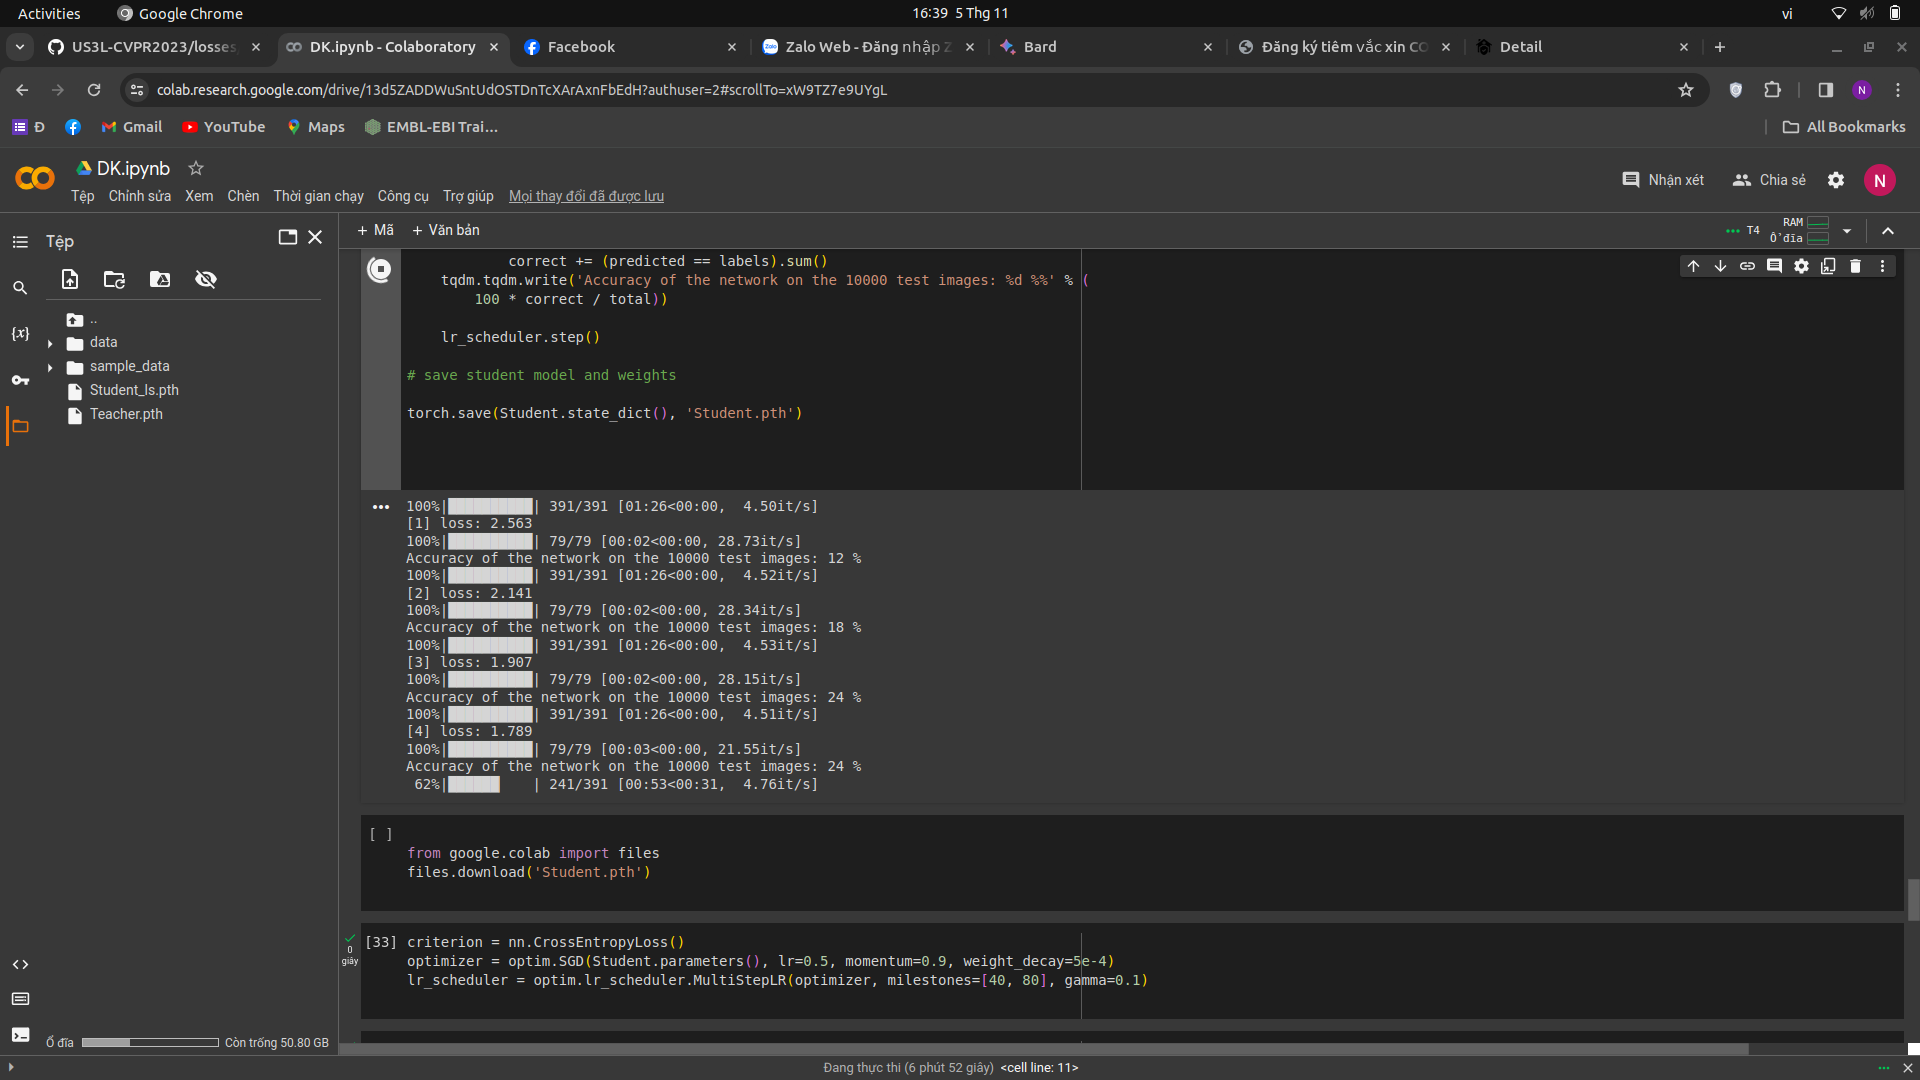 Activities
Google Chrome
16:39 5 Thg 11
vi
US3L-CVPR2023/losses
DK.ipynb - Colaboratory
Facebook
Zalo Web - Đăng nhập Z
Bard
Đăng ký tiêm vắc xin CO
Detail
colab.research.google.com/drive/13d5ZADDWuSntUdOSTDnTcXArAxnFbEdH?authuser=2#scrollTo=xW9TZ7e9UYgL
N
Đ
Gmail
YouTube
Maps
EMBL-EBI Trai...
All Bookmarks
DK.ipynb
Tệp Chỉnh sửa Xem Chèn Thời gian chạy Công cụ Trợ giúp Mọi thay đổi đã được lưu
Nhận xét
Chia sẻ
N
Tệp
+ Mã + Văn bản
T4
RAM
Ổ đĩa
..
data
sample_data
Student_ls.pth
Teacher.pth
{x}
correct += (predicted == labels).sum()
tqdm.tqdm.write('Accuracy of the network on the 10000 test images: %d %%' % (
100 * correct / total))
lr_scheduler.step()
# save student model and weights
torch.save(Student.state_dict(), 'Student.pth')
100%|██████████| 391/391 [01:26<00:00,  4.50it/s]
[1] loss: 2.563
100%|██████████| 79/79 [00:02<00:00, 28.73it/s]
Accuracy of the network on the 10000 test images: 12 %
100%|██████████| 391/391 [01:26<00:00,  4.52it/s]
[2] loss: 2.141
100%|██████████| 79/79 [00:02<00:00, 28.34it/s]
Accuracy of the network on the 10000 test images: 18 %
100%|██████████| 391/391 [01:26<00:00,  4.53it/s]
[3] loss: 1.907
100%|██████████| 79/79 [00:02<00:00, 28.15it/s]
Accuracy of the network on the 10000 test images: 24 %
100%|██████████| 391/391 [01:26<00:00,  4.51it/s]
[4] loss: 1.789
100%|██████████| 79/79 [00:03<00:00, 21.55it/s]
Accuracy of the network on the 10000 test images: 24 %
62%|██████    | 241/391 [00:53<00:31,  4.76it/s]
[ ]
from google.colab import files
files.download('Student.pth')
0
giây
[33] criterion = nn.CrossEntropyLoss()
optimizer = optim.SGD(Student.parameters(), lr=0.5, momentum=0.9, weight_decay=5e-4)
lr_scheduler = optim.lr_scheduler.MultiStepLR(optimizer, milestones=[40, 80], gamma=0.1)
Ổ đĩa
Còn trống 50.80 GB
Đang thực thi (6 phút 52 giây) <cell line: 11>